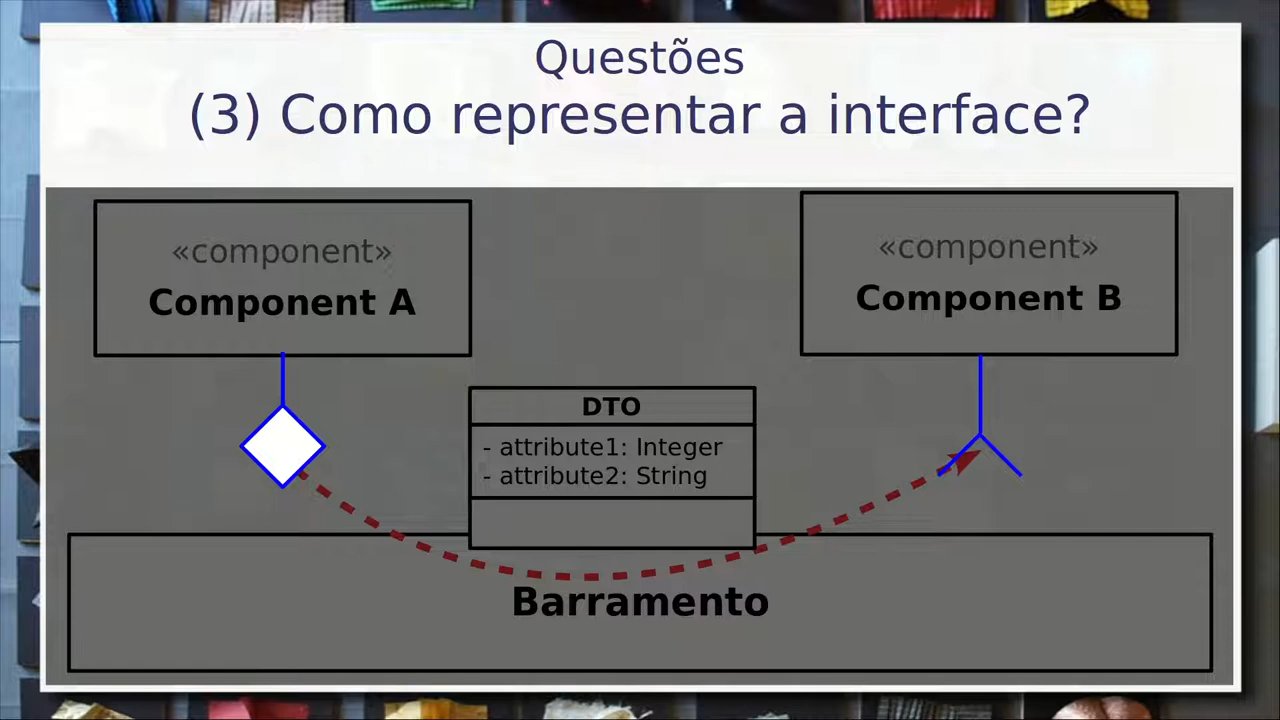 Questões
(3) Como representar a interface?
«component»
Component A
«component»
Component B
DTO
- attribute1: Integer
- attribute2: String
Barramento